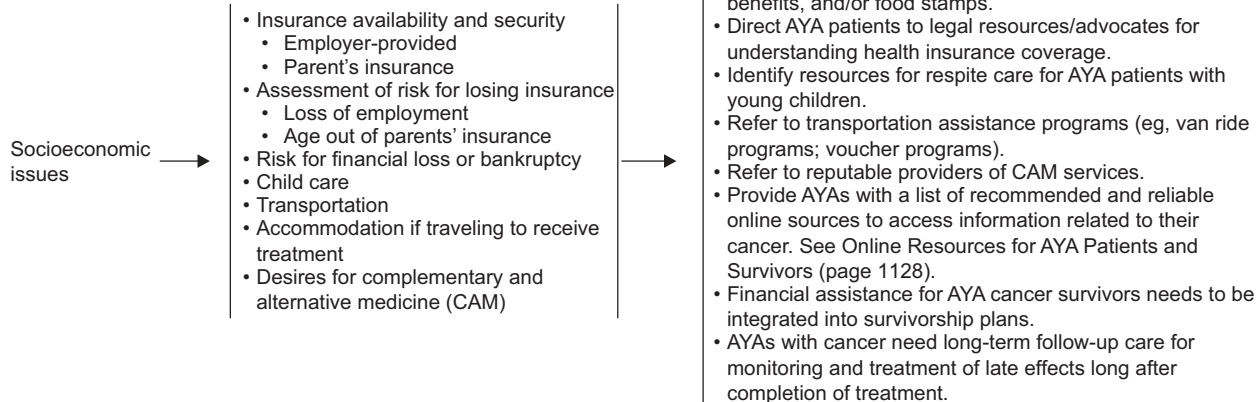 Socioeconomic
issues
• Insurance availability and security
• Employer-provided
• Parent's insurance
• Assessment of risk for losing insurance
• Loss of employment
• Age out of parents' insurance
• Risk for financial loss or bankruptcy
• Child care
• Transportation
• Accommodation if traveling to receive
treatment
• Desires for complementary and
alternative medicine (CAM)
benefits, and/or food stamps.
• Direct AYA patients to legal resources/advocates for
understanding health insurance coverage.
• Identify resources for respite care for AYA patients with
young children.
• Refer to transportation assistance programs (eg, van ride
programs; voucher programs).
• Refer to reputable providers of CAM services.
• Provide AYAs with a list of recommended and reliable
online sources to access information related to their
cancer. See Online Resources for AYA Patients and
Survivors (page 1128).
• Financial assistance for AYA cancer survivors needs to be
integrated into survivorship plans.
• AYAs with cancer need long-term follow-up care for
monitoring and treatment of late effects long after
completion of treatment.